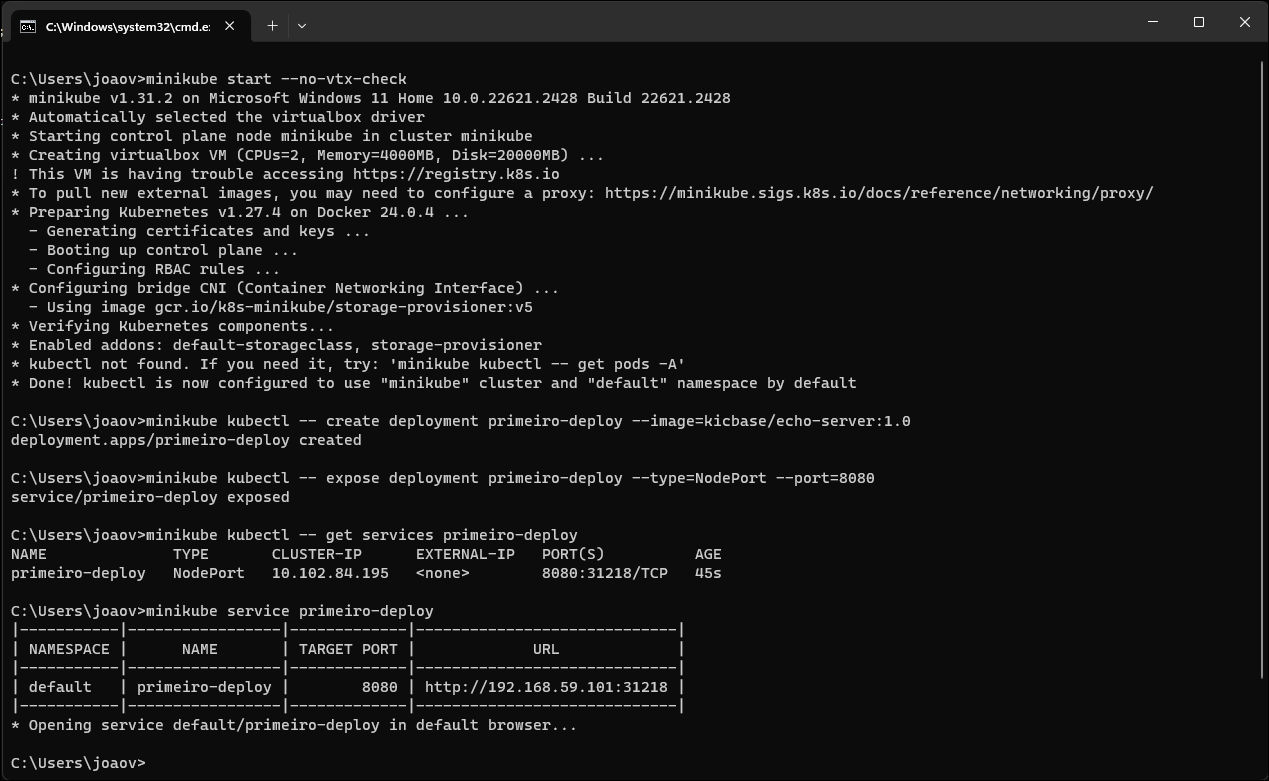 C:\Windows\system32\cmd.e:
C:\Users\joaov>minikube start --no-vtx-check
* minikube v1.31.2 on Microsoft Windows 11 Home 10.0.22621.2428 Build 22621.2428
* Automatically selected the virtualbox driver
* Starting control plane node minikube in cluster minikube
* Creating virtualbox VM (CPUs=2, Memory=4000MB, Disk=20000MB) ...
! This VM is having trouble accessing https://registry.k8s.io
* To pull new external images, you may need to configure a proxy: https://minikube.sigs.k8s.io/docs/reference/networking/proxy/
* Preparing Kubernetes v1.27.4 on Docker 24.0.4 ...
  - Generating certificates and keys ...
  - Booting up control plane ...
  - Configuring RBAC rules ...
* Configuring bridge CNI (Container Networking Interface) ...
  - Using image gcr.io/k8s-minikube/storage-provisioner:v5
* Verifying Kubernetes components...
* Enabled addons: default-storageclass, storage-provisioner
* kubectl not found. If you need it, try: 'minikube kubectl -- get pods -A'
* Done! kubectl is now configured to use "minikube" cluster and "default" namespace by default
C:\Users\joaov>minikube kubectl -- create deployment primeiro-deploy --image=kicbase/echo-server:1.0
deployment.apps/primeiro-deploy created
C:\Users\joaov>minikube kubectl -- expose deployment primeiro-deploy --type=NodePort --port=8080
service/primeiro-deploy exposed
C:\Users\joaov>minikube kubectl -- get services primeiro-deploy
NAME              TYPE       CLUSTER-IP      EXTERNAL-IP   PORT(S)          AGE
primeiro-deploy   NodePort   10.102.84.195   <none>        8080:31218/TCP   45s
C:\Users\joaov>minikube service primeiro-deploy
|-----------|-----------------|-------------|-----------------------------|
| NAMESPACE |      NAME       | TARGET PORT |             URL             |
|-----------|-----------------|-------------|-----------------------------|
| default   | primeiro-deploy |        8080 | http://192.168.59.101:31218 |
|-----------|-----------------|-------------|-----------------------------|
* Opening service default/primeiro-deploy in default browser...
C:\Users\joaov>